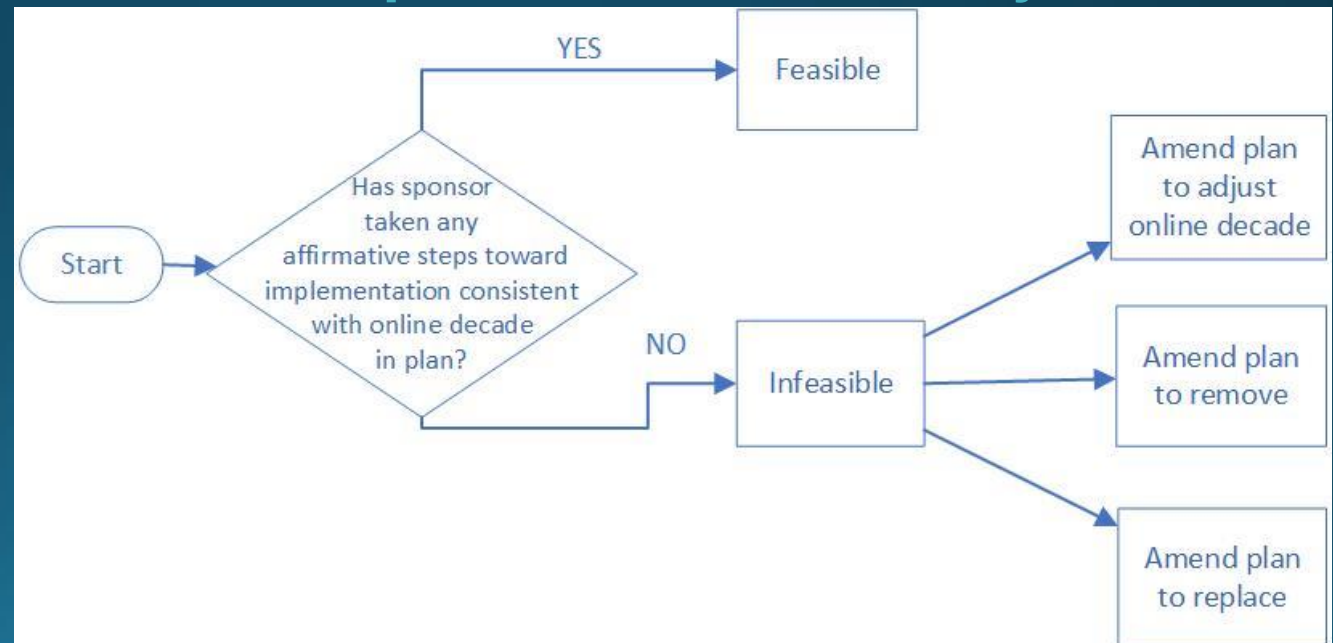 YES
Feasible
Start
Has sponsor
taken any
affirmative steps toward
implementation consistent
with online decade
in plan?
NO
Infeasible
Amend plan
to adjust
online decade
Amend plan
to remove
Amend plan
to replace